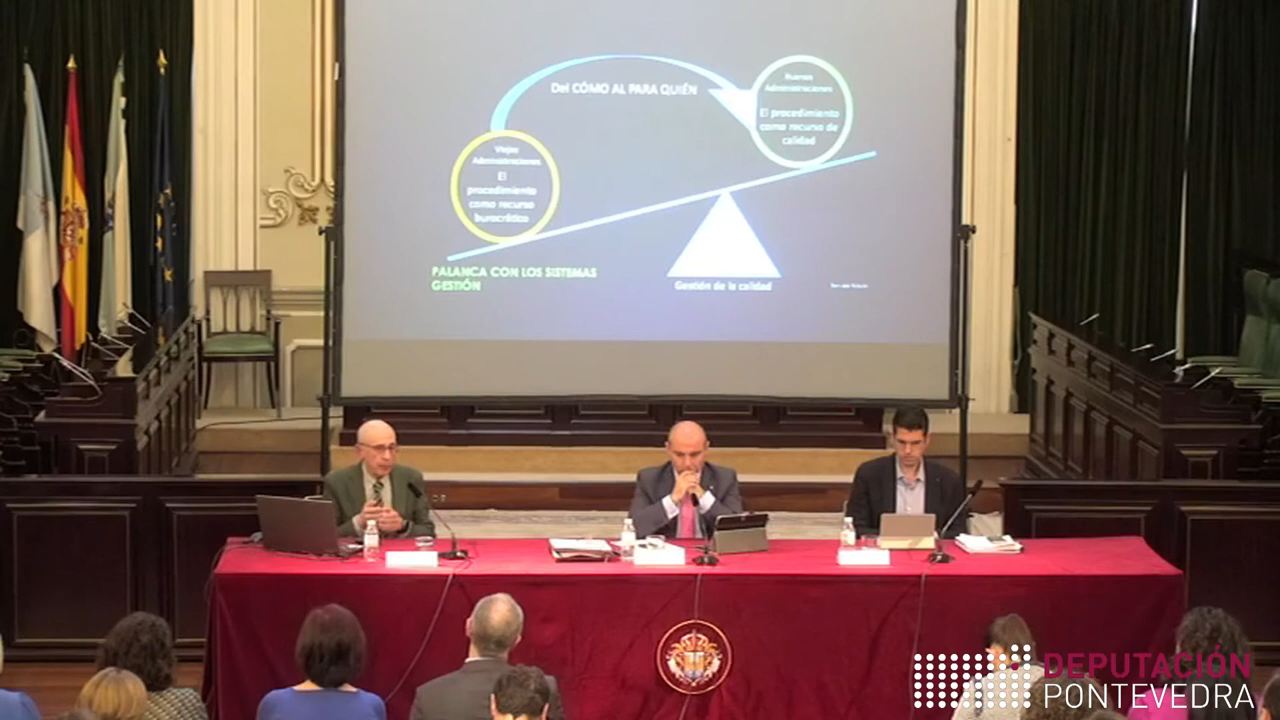 Del CÓMO AL PARA QUIÉN
Nuevas
Administraciones
El procedimiento
como recurso de
calidad
Viejas
Administraciones
El
procedimiento
como recurso
burocrático
PALANCA CON LOS SISTEMAS
GESTIÓN
Gestión de la calidad
DEPUTACIÓN
PONTEVEDRA